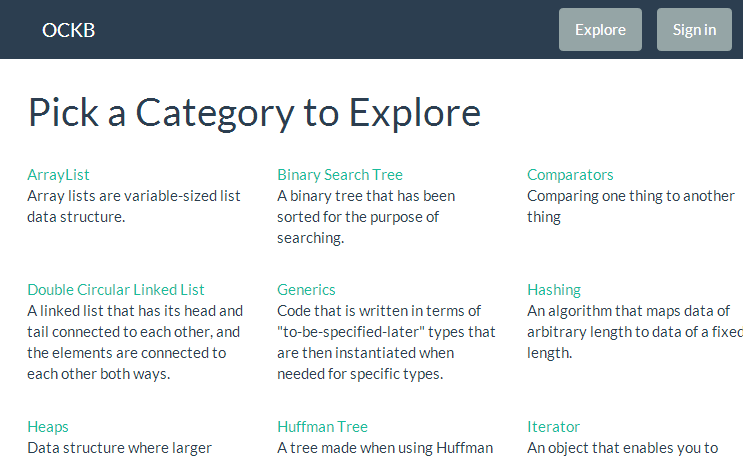 OCKB
Explore
Sign in
Pick a Category to Explore
ArrayList
Array lists are variable-sized list
data structure.
Binary Search Tree
A binary tree that has been
sorted for the purpose of
searching.
Comparators
Comparing one thing to another
thing
Double Circular Linked List
A linked list that has its head and
tail connected to each other, and
the elements are connected to
each other both ways.
Generics
Code that is written in terms of
"to-be-specified-later" types that
are then instantiated when
needed for specific types.
Hashing
An algorithm that maps data of
arbitrary length to data of a fixed
length.
Heaps
Data structure where larger
Huffman Tree
A tree made when using Huffman
Iterator
An object that enables you to